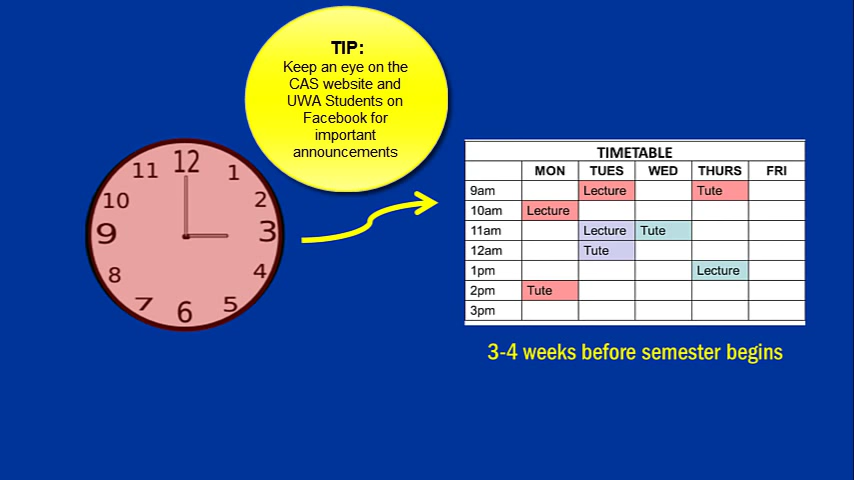 TIP:
Keep an eye on the
CAS website and
UWA Students on
Facebook for
important
announcements
12
1
2
3
4
5
6
7
8
9
10
11
TIMETABLE
MON TUES WED THURS FRI
9am Lecture Tute
10am Lecture
11am Lecture Tute
12am Tute
1pm Lecture
2pm Tute
3pm
3-4 weeks before semester begins